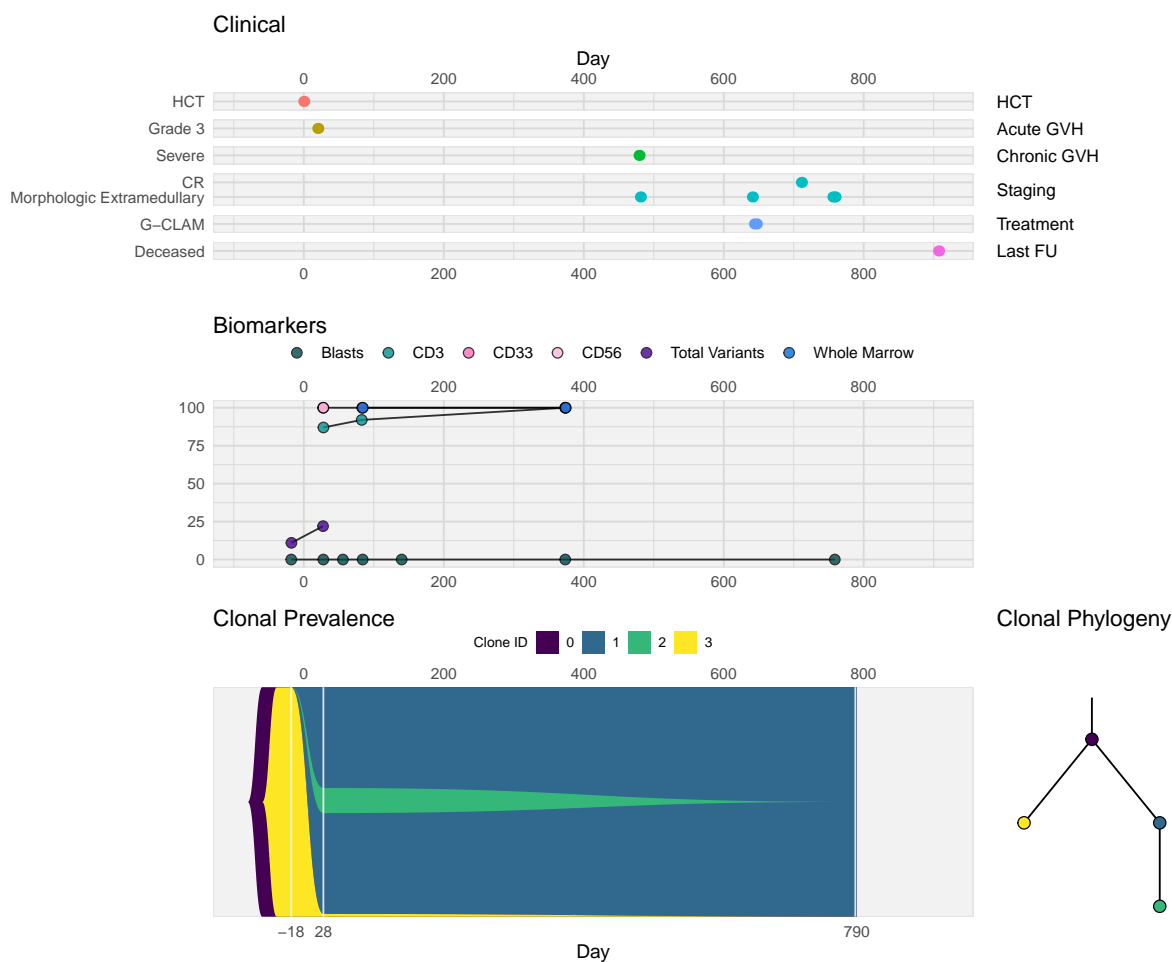 Clinical
Day
0 200 400 600 800
HCT HCT
Grade 3 Acute GVH
Severe Chronic GVH
CR
Staging
Morphologic Extramedullary
G−CLAM Treatment
Deceased Last FU
0 200 400 600 800
Biomarkers
Blasts CD3 CD33 CD56 Total Variants Whole Marrow
0 200 400 600 800
100
75
50
25
0
0 200 400 600 800
Clonal Prevalence Clonal Phylogeny
Clone ID 0 1 2 3
0 200 400 600 800
−18 28 790
Day